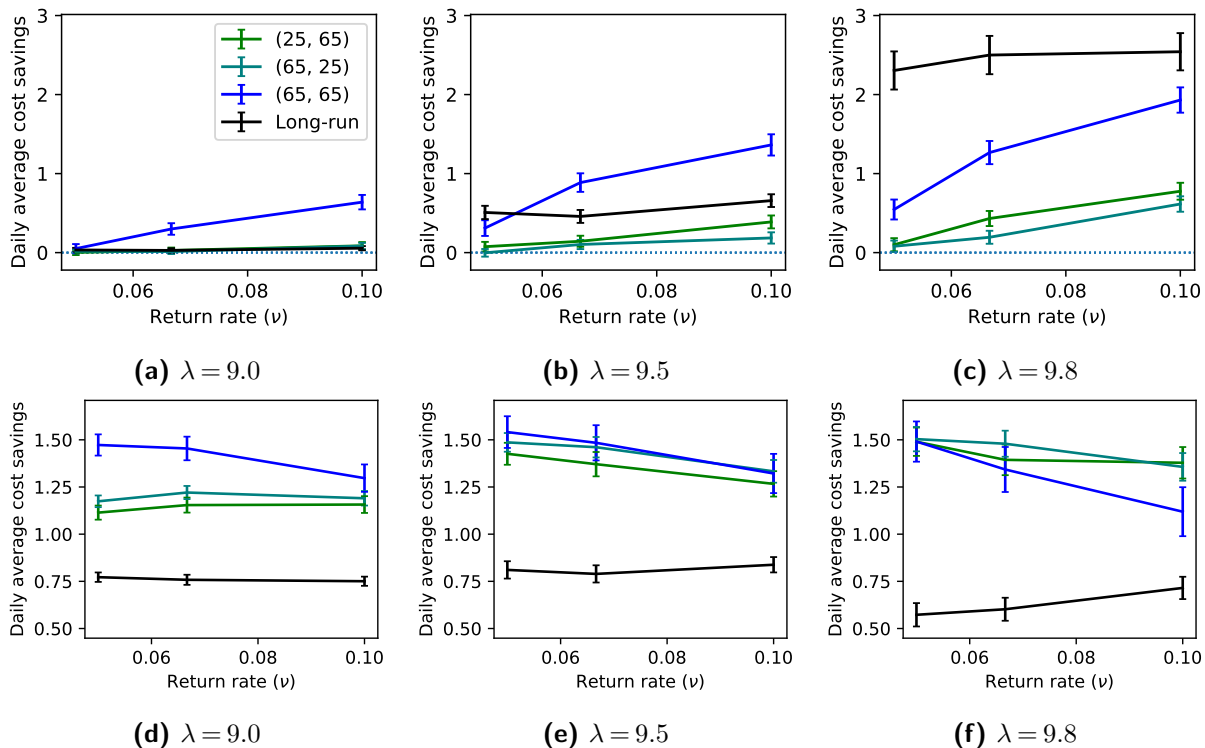 Daily average cost savings
3
2
1
0
(25, 65)
(65, 25)
(65, 65)
Long-run
0.06 0.08 0.10
Return rate (ν)
(a) λ = 9.0
Daily average cost savings
3
2
1
0
0.06 0.08 0.10
Return rate (ν)
(b) λ = 9.5
Daily average cost savings
3
2
1
0
0.06 0.08 0.10
Return rate (ν)
(c) λ = 9.8
Daily average cost savings
1.50
1.25
1.00
0.75
0.50
0.06 0.08 0.10
Return rate (ν)
(d) λ = 9.0
Daily average cost savings
1.50
1.25
1.00
0.75
0.50
0.06 0.08 0.10
Return rate (ν)
(e) λ = 9.5
Daily average cost savings
1.50
1.25
1.00
0.75
0.50
0.06 0.08 0.10
Return rate (ν)
(f) λ = 9.8